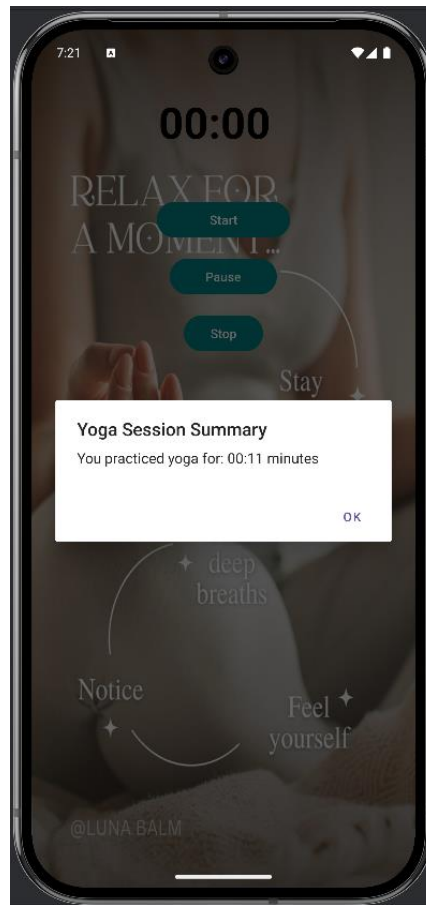 7:21
A
00:00
RELAX FOR
A MOMENT...
Start
Pause
Stop
Stay
Yoga Session Summary
You practiced yoga for: 00:11 minutes
OK
deep
breaths
Notice
Feel
yourself
@LUNA.BALM